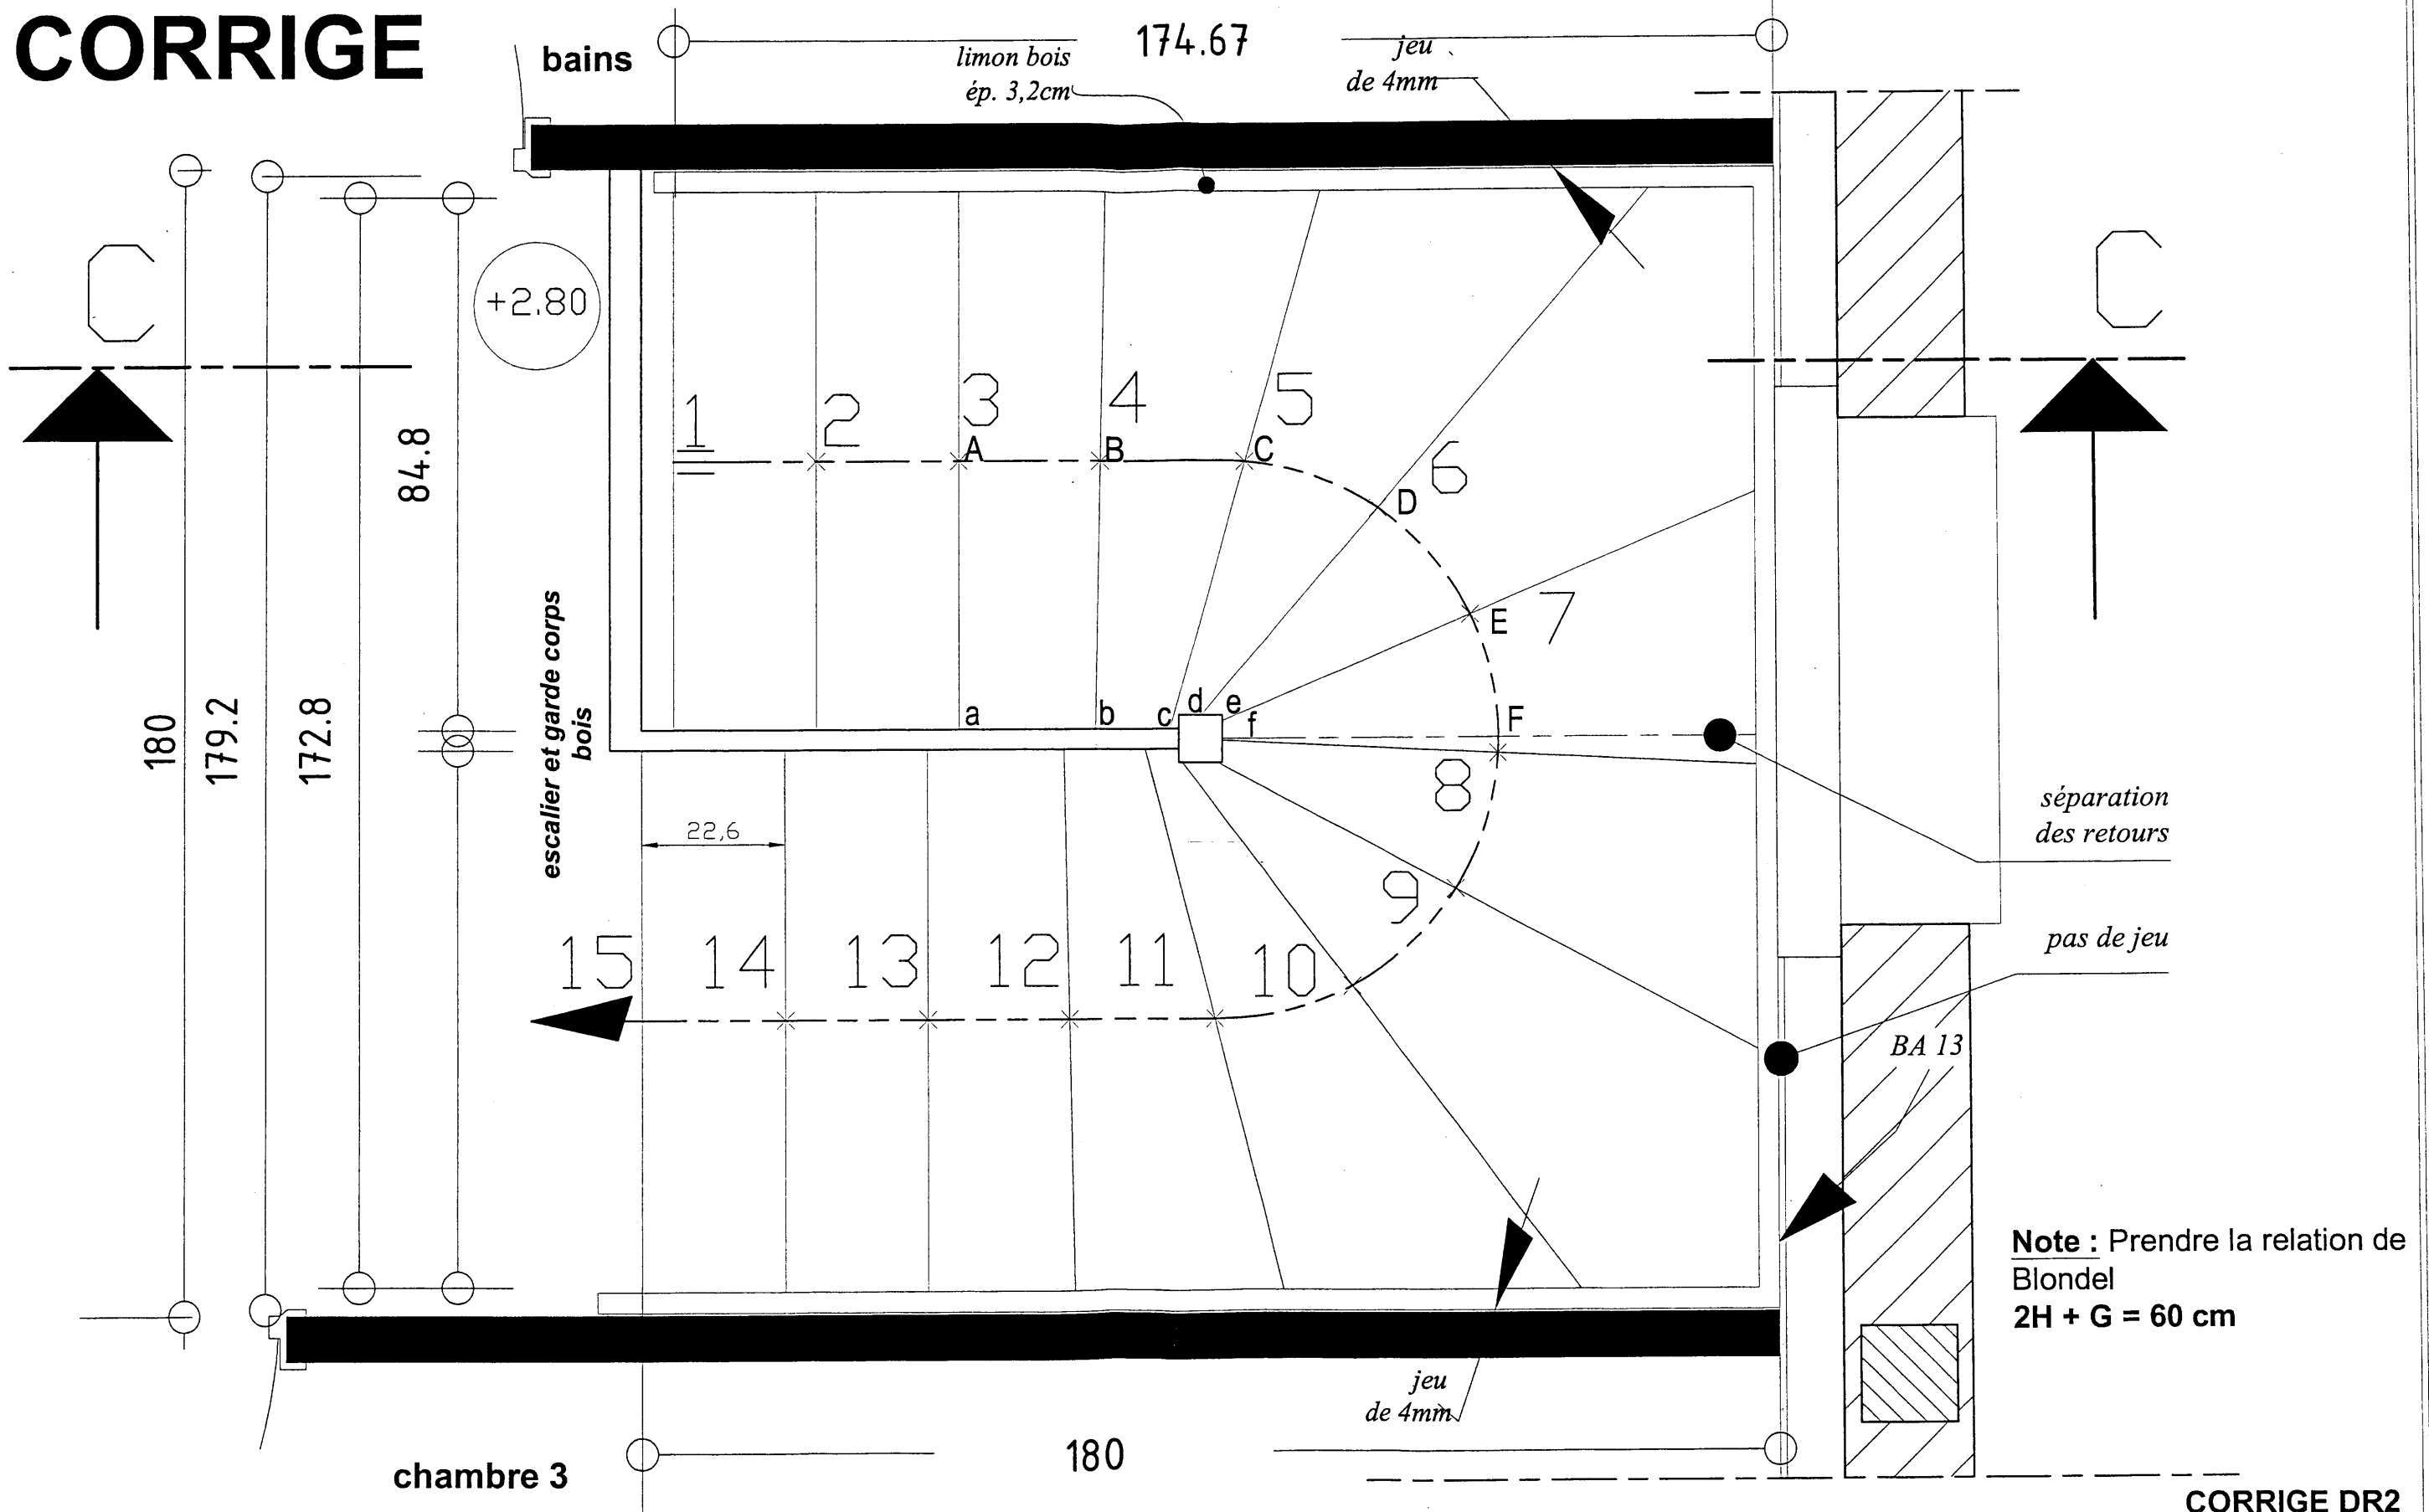 CORRIGE
bains
174.67
limon bois
ép. 3,2cm
jeu
de 4mm
C
C
+2.80
84.8
180
179.2
172.8
1
2
3
4
5
6
7
8
9
10
11
12
13
14
15
A
B
C
D
E
F
a
b
c
d
e
f
escalier et garde corps
bois
22,6
séparation
des retours
pas de jeu
BA 13
Note : Prendre la relation de
Blondel
2H + G = 60 cm
jeu
de 4mm
180
chambre 3
CORRIGE DR2